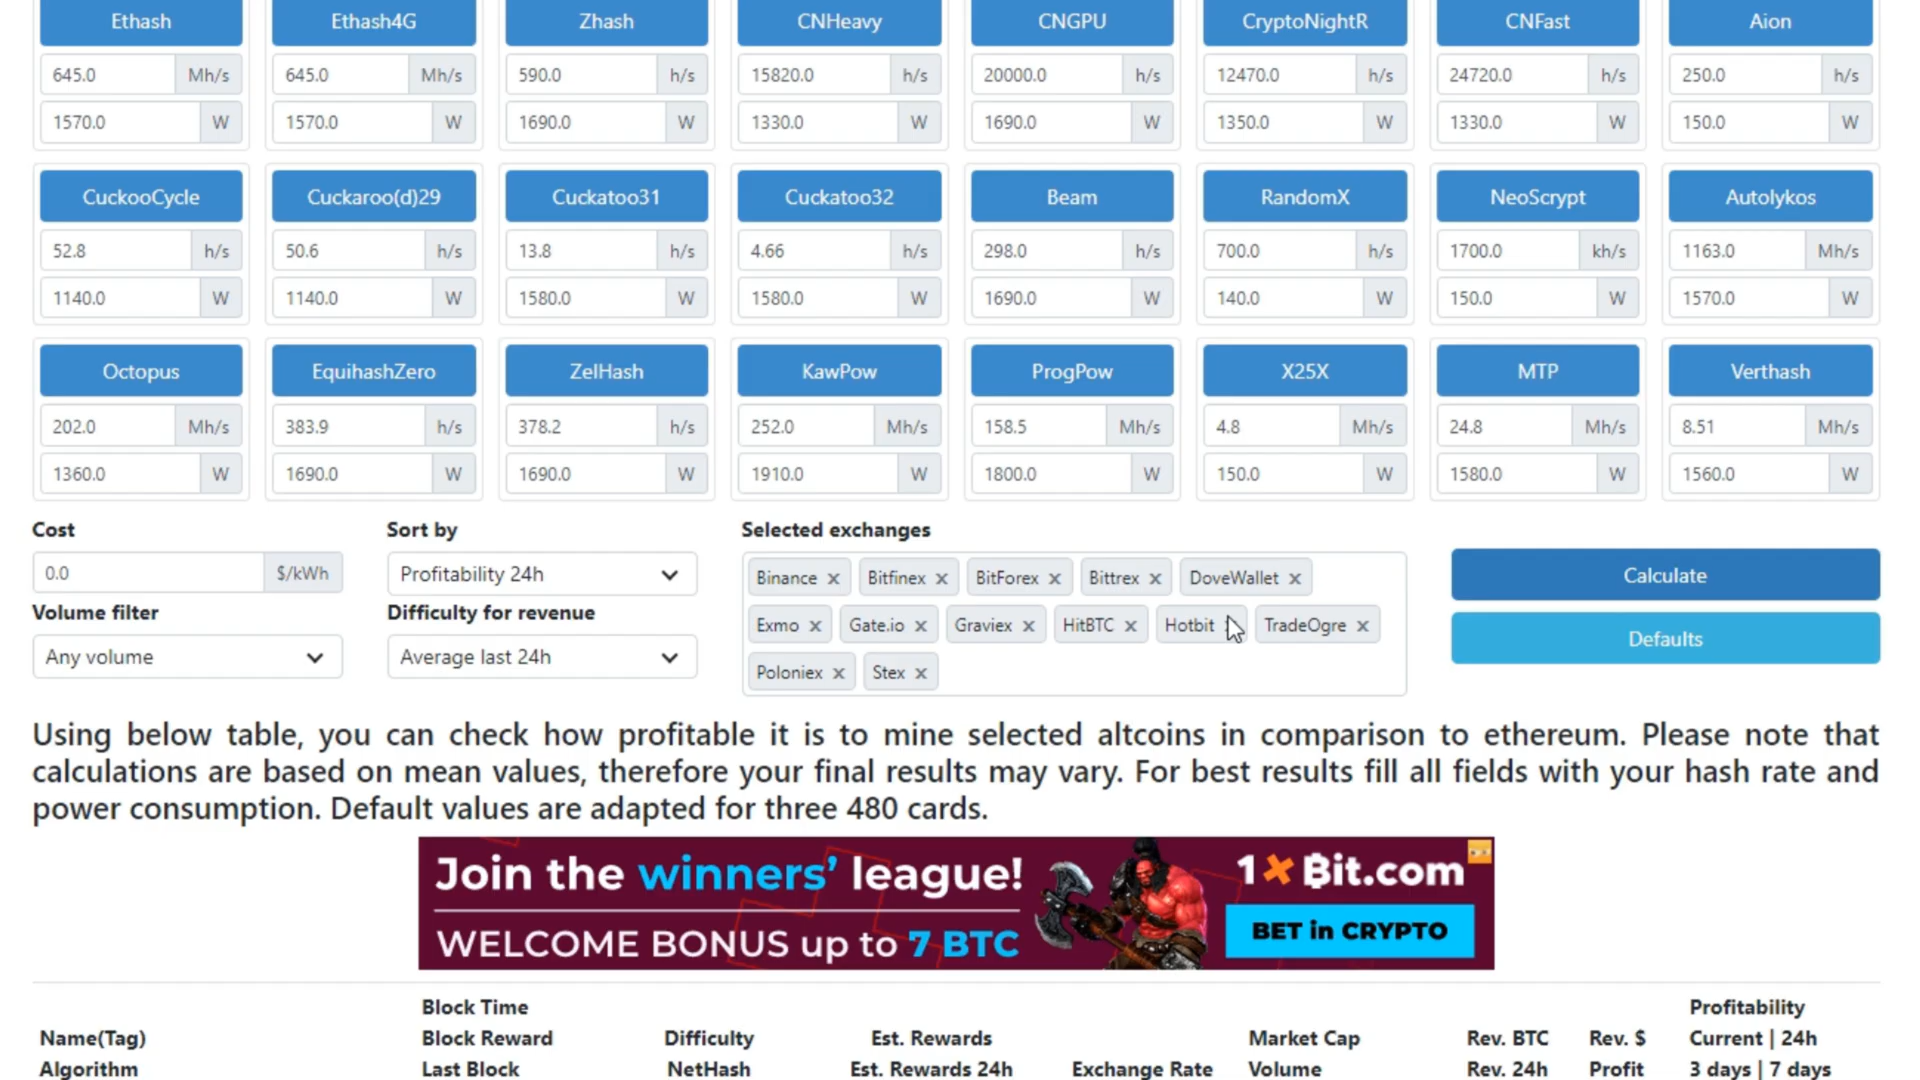 Ethash Ethash4G Zhash CNHeavy CNGPU CryptoNightR CNFast Aion
645.0 Mh/s 645.0 Mh/s 590.0 h/s 15820.0 h/s 20000.0 h/s 12470.0 h/s 24720.0 h/s 250.0 h/s
1570.0 W 1570.0 W 1690.0 W 1330.0 W 1690.0 W 1350.0 W 1330.0 W 150.0 W
CuckooCycle Cuckaroo(d)29 Cuckatoo31 Cuckatoo32 Beam RandomX NeoScrypt Autolykos
52.8 h/s 50.6 h/s 13.8 h/s 4.66 h/s 298.0 h/s 700.0 h/s 1700.0 kh/s 1163.0 Mh/s
1140.0 W 1140.0 W 1580.0 W 1580.0 W 1690.0 W 140.0 W 150.0 W 1570.0 W
Octopus EquihashZero ZelHash KawPow ProgPow X25X MTP Verthash
202.0 Mh/s 383.9 h/s 378.2 h/s 252.0 Mh/s 158.5 Mh/s 4.8 Mh/s 24.8 Mh/s 8.51 Mh/s
1360.0 W 1690.0 W 1690.0 W 1910.0 W 1800.0 W 150.0 W 1580.0 W 1560.0 W
Cost Sort by Selected exchanges
0.0 $/kWh Profitability 24h Binance x Bitfinex x BitForex x Bittrex x DoveWallet x Calculate
Volume filter Difficulty for revenue Exmo x Gate.io x Graviex x HitBTC x Hotbit TradeOgre x Defaults
Any volume Average last 24h Poloniex x Stex x
Using below table, you can check how profitable it is to mine selected altcoins in comparison to ethereum. Please note that
calculations are based on mean values, therefore your final results may vary. For best results fill all fields with your hash rate and
power consumption. Default values are adapted for three 480 cards.
Join the winners' league! 1×Bit.com
WELCOME BONUS up to 7 BTC BET in CRYPTO
Block Time Profitability
Name(Tag) Block Reward Difficulty Est. Rewards Market Cap Rev. BTC Rev. $ Current | 24h
Algorithm Last Block NetHash Est. Rewards 24h Exchange Rate Volume Rev. 24h Profit 3 days | 7 days